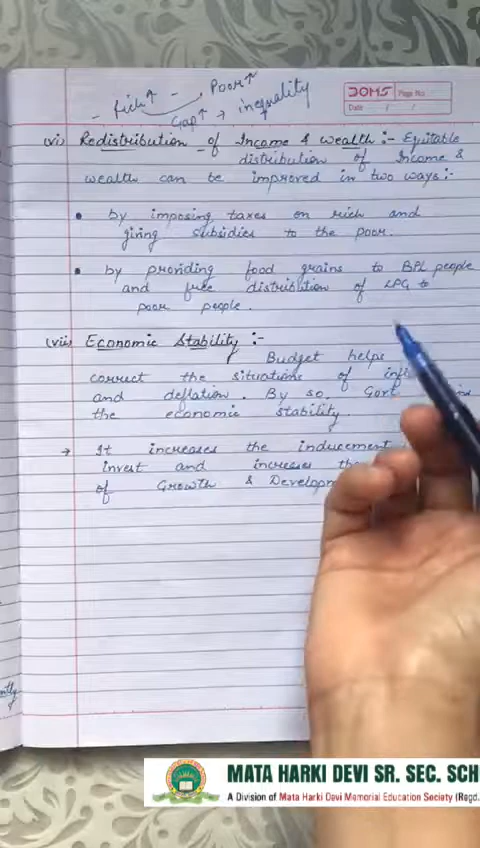 Rich↑ - Poor↑
Gap↑ → inequality
DOMS Page No.
Date / /
(vi) Redistribution of Income & Wealth :- Equitable
distribution of Income &
wealth can be improved in two ways :-
• by imposing taxes on rich and
giving subsidies to the poor.
• by providing food grains to BPL people
and free distribution of LPG to
poor people.
(vii) Economic Stability :-
Budget helps
correct the situations of infl
and deflation. By so. Govt
the economic stability
→ It increases the inducement
invest and increases the
of Growth & Developm
MATA HARKI DEVI SR. SEC. SCH
A Division of Mata Harki Devi Memorial Education Society (Regd.